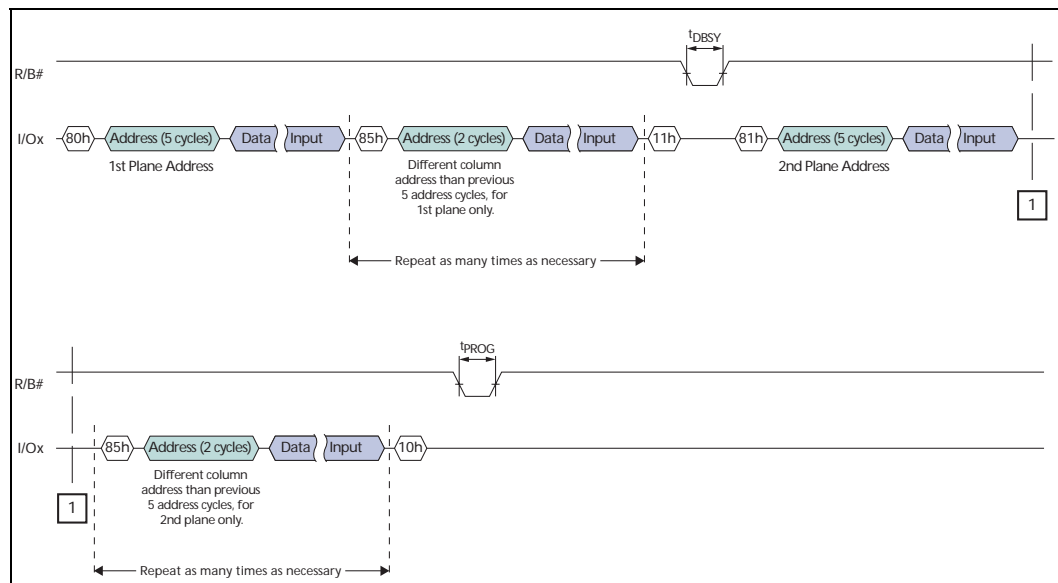 tDBSY
R/B#
I/Ox
80h
Address (5 cycles)
Data
Input
85h
Address (2 cycles)
Data
Input
11h
81h
Address (5 cycles)
Data
Input
1st Plane Address
Different column
address than previous
5 address cycles, for
1st plane only.
2nd Plane Address
1
Repeat as many times as necessary
tPROG
R/B#
I/Ox
85h
Address (2 cycles)
Data
Input
10h
Different column
address than previous
5 address cycles, for
2nd plane only.
1
Repeat as many times as necessary